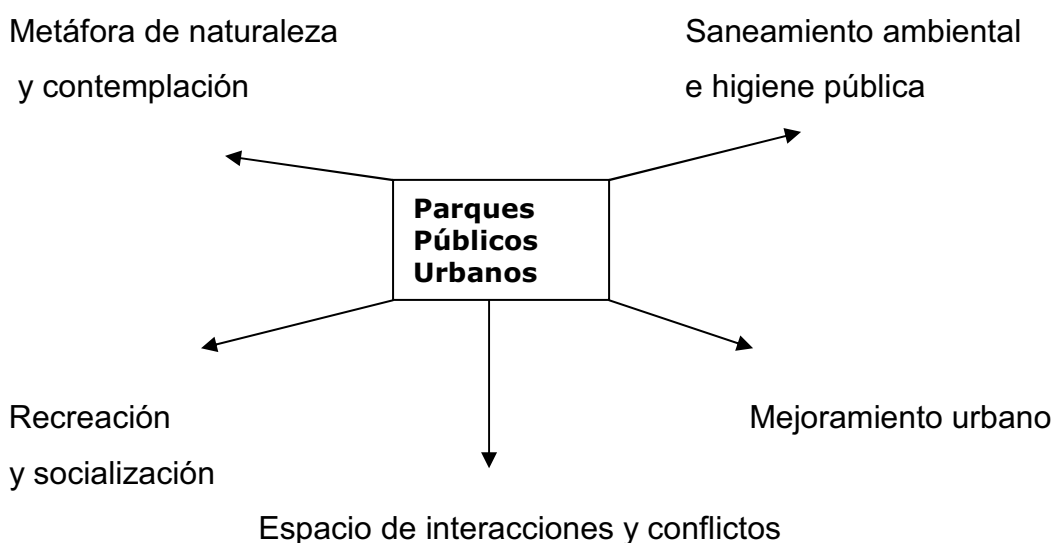 Metáfora de naturaleza
y contemplación
Saneamiento ambiental
e higiene pública
Parques
Públicos
Urbanos
Recreación
y socialización
Mejoramiento urbano
Espacio de interacciones y conflictos